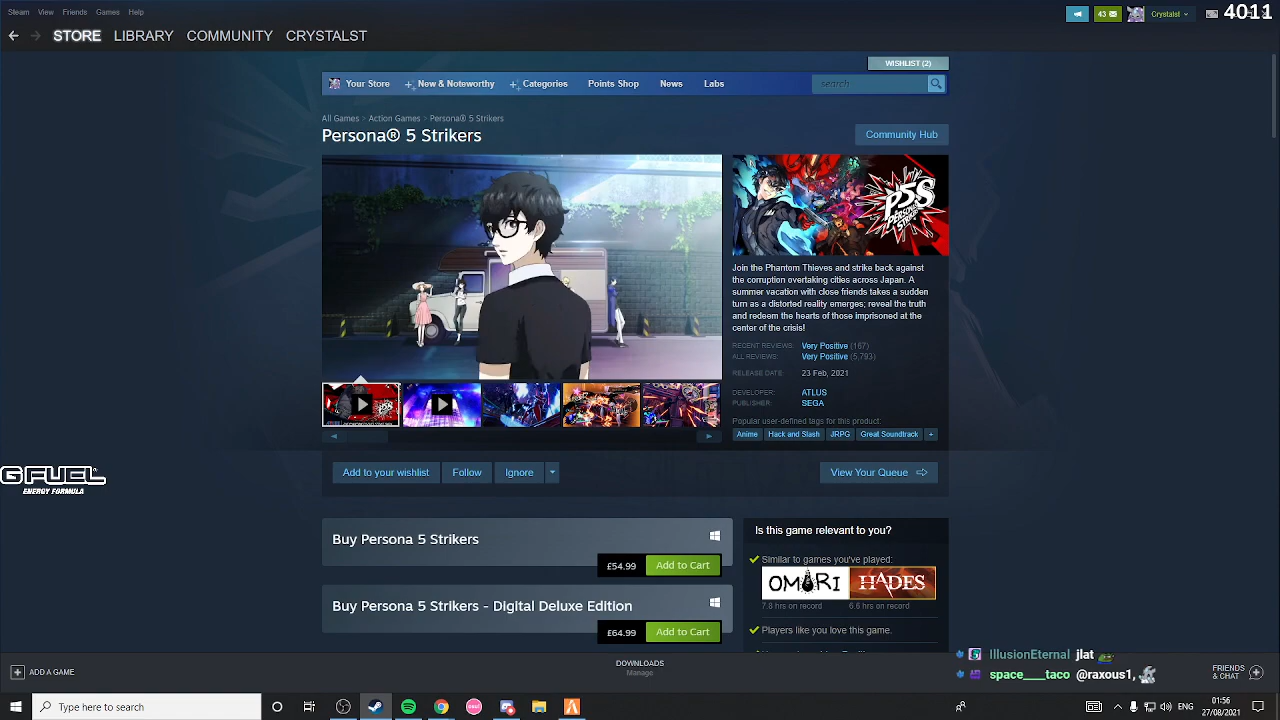 Steam View Friends Games Help
43 Crystalst 4011
STORE LIBRARY COMMUNITY CRYSTALST
WISHLIST (2)
Your Store New & Noteworthy Categories Points Shop News Labs search
All Games > Action Games > Persona® 5 Strikers
Persona® 5 Strikers
Community Hub
P5S
PERSONA5
STRIKERS
Join the Phantom Thieves and strike back against
the corruption overtaking cities across Japan. A
summer vacation with close friends takes a sudden
turn as a distorted reality emerges; reveal the truth
and redeem the hearts of those imprisoned at the
center of the crisis!
RECENT REVIEWS: Very Positive (167)
ALL REVIEWS: Very Positive (5,793)
RELEASE DATE: 23 Feb, 2021
DEVELOPER: ATLUS
PUBLISHER: SEGA
Popular user-defined tags for this product:
Anime Hack and Slash JRPG Great Soundtrack +
Add to your wishlist Follow Ignore View Your Queue
ENERGY FORMULA
Buy Persona 5 Strikers
£54.99 Add to Cart
Buy Persona 5 Strikers - Digital Deluxe Edition
£64.99 Add to Cart
Is this game relevant to you?
Similar to games you've played:
OMORI HADES
7.8 hrs on record 6.6 hrs on record
Players like you love this game.
IllusionEternal jlat
space___taco @raxous1,
ADD A GAME
DOWNLOADS
Manage
FRIENDS
& CHAT
Type here to search
ENG
01:56
27/08/2021